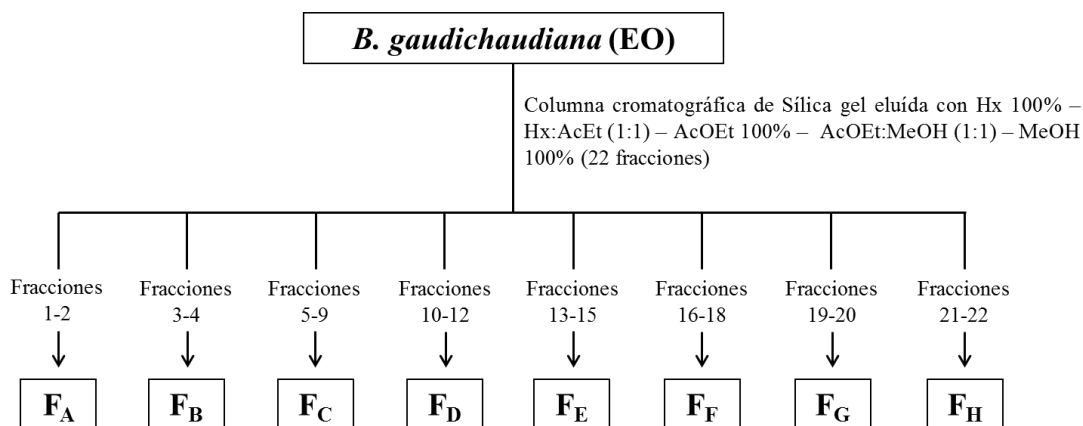 B. gaudichaudiana (EO)
Columna cromatográfica de Sílica gel eluída con Hx 100% –
Hx:AcEt (1:1) – AcOEt 100% – AcOEt:MeOH (1:1) – MeOH
100% (22 fracciones)
Fracciones Fracciones Fracciones Fracciones Fracciones Fracciones Fracciones Fracciones
1-2 3-4 5-9 10-12 13-15 16-18 19-20 21-22
FA FB FC FD FE FF FG FH